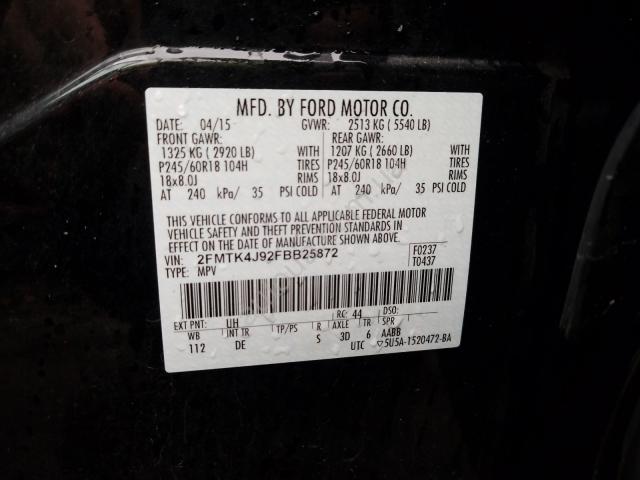 MFD. BY FORD MOTOR CO.
DATE: 04/15 GVWR: 2513 KG ( 5540 LB)
FRONT GAWR: REAR GAWR:
1325 KG ( 2920 LB) WITH 1207 KG ( 2660 LB) WITH
P245/60R18 104H TIRES P245/60R18 104H TIRES
18x8.0J RIMS 18x8.0J RIMS
AT 240 kPa/ 35 PSI COLD AT 240 kPa/ 35 PSI COLD
THIS VEHICLE CONFORMS TO ALL APPLICABLE FEDERAL MOTOR
VEHICLE SAFETY AND THEFT PREVENTION STANDARDS IN
EFFECT ON THE DATE OF MANUFACTURE SHOWN ABOVE.
VIN: 2FMTK4J92FBB25872 F0237
TYPE: MPV T0437
EXT PNT: UH RC: 44 DSO:
WB INT TR TP/PS R AXLE TR SPR
112 DE S 3D 6 AABB
UTC ▽5U5A-1520472-BA